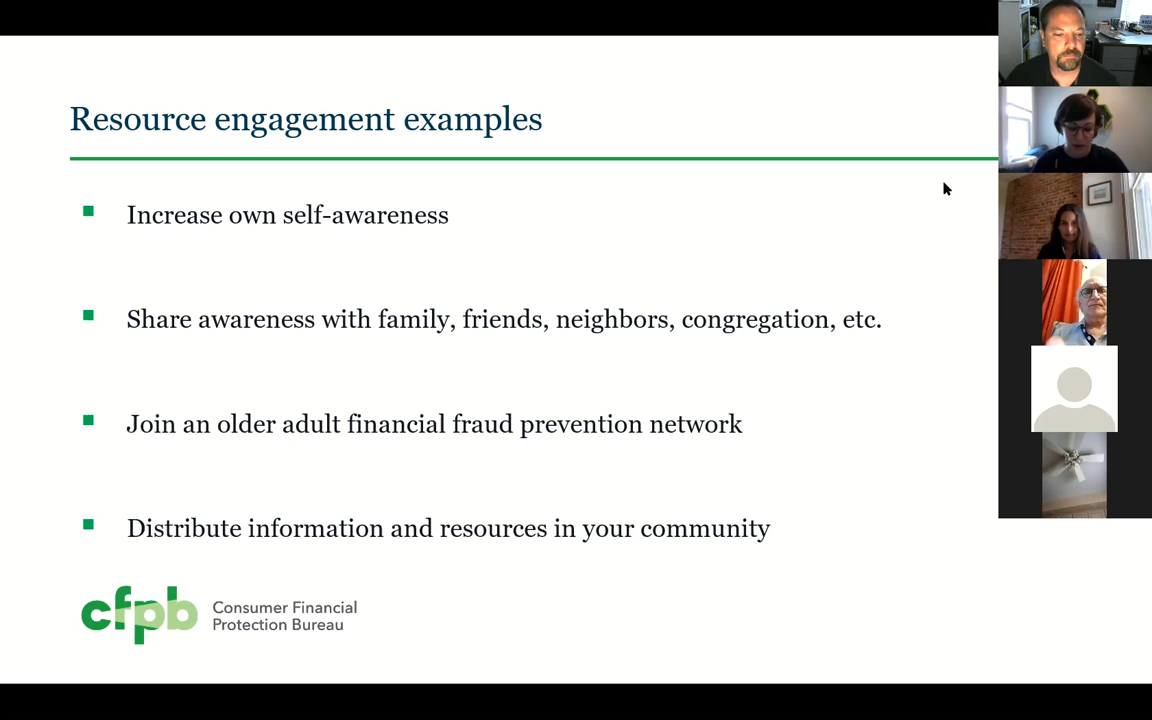 Resource engagement examples
Increase own self-awareness
Share awareness with family, friends, neighbors, congregation, etc.
Join an older adult financial fraud prevention network
Distribute information and resources in your community
cfpb
Consumer Financial
Protection Bureau